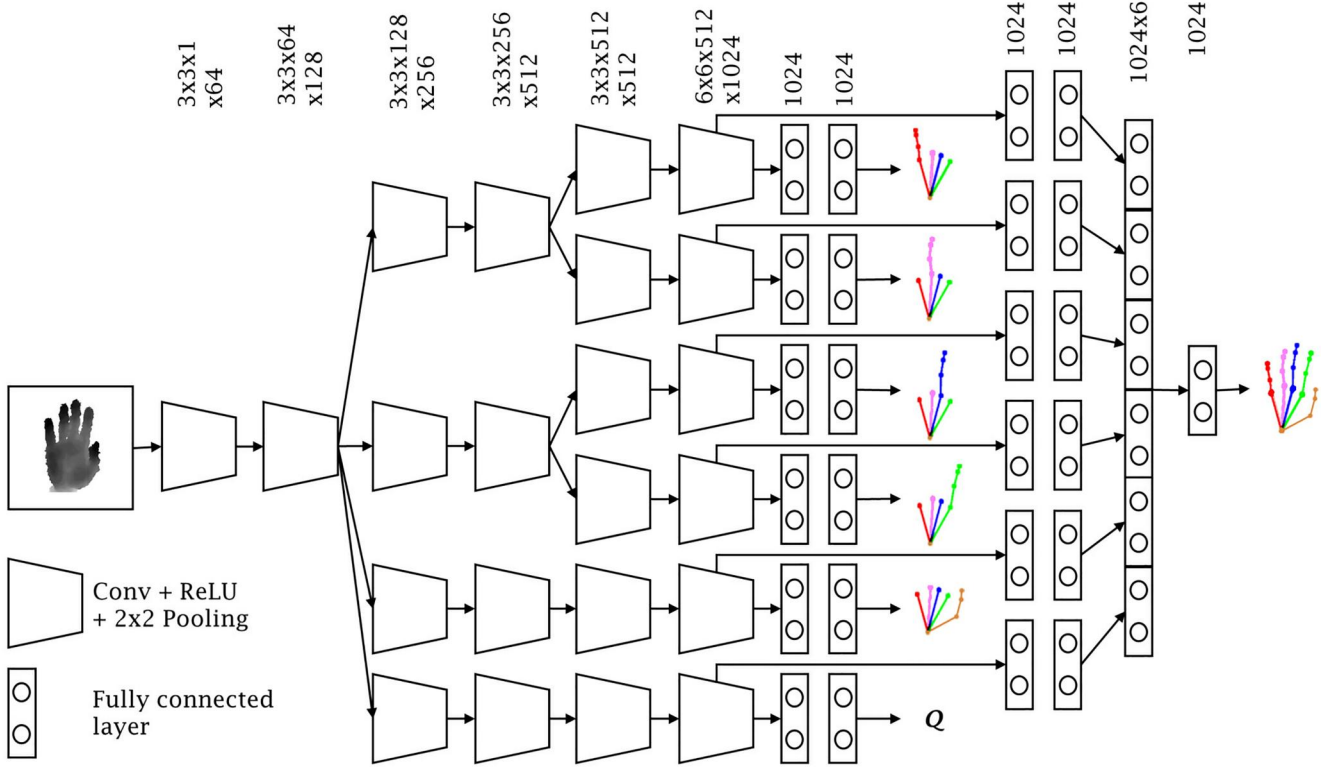 3x3x1
x64
3x3x64
x128
3x3x128
x256
3x3x256
x512
3x3x512
x512
6x6x512
x1024
1024
1024
1024
1024
1024x6
1024
Conv + ReLU
+ 2x2 Pooling
Fully connected
layer
Q